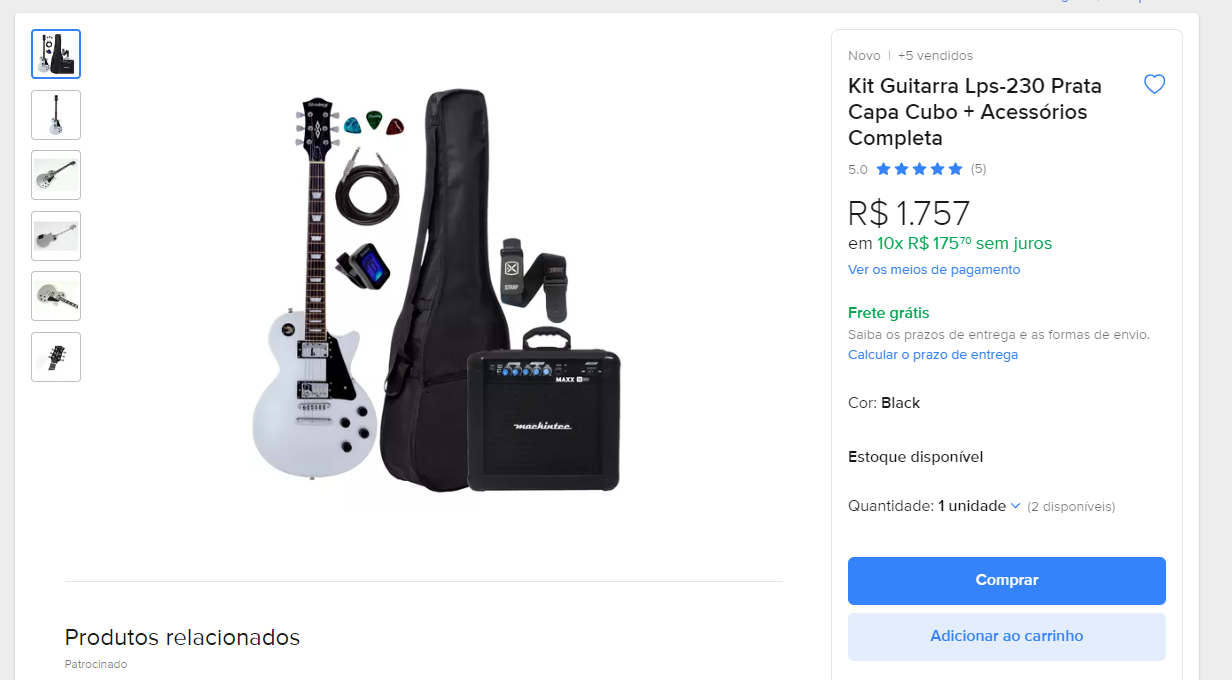 Novo | +5 vendidos
Kit Guitarra Lps-230 Prata
Capa Cubo + Acessórios
Completa
5.0 (5)
R$ 1.757
em 10x R$ 175⁷⁰ sem juros
Ver os meios de pagamento
Frete grátis
Saiba os prazos de entrega e as formas de envio.
Calcular o prazo de entrega
Cor: Black
Estoque disponível
Quantidade: 1 unidade (2 disponíveis)
Comprar
Adicionar ao carrinho
STRAP
MAXX
mackintec
Produtos relacionados
Patrocinado